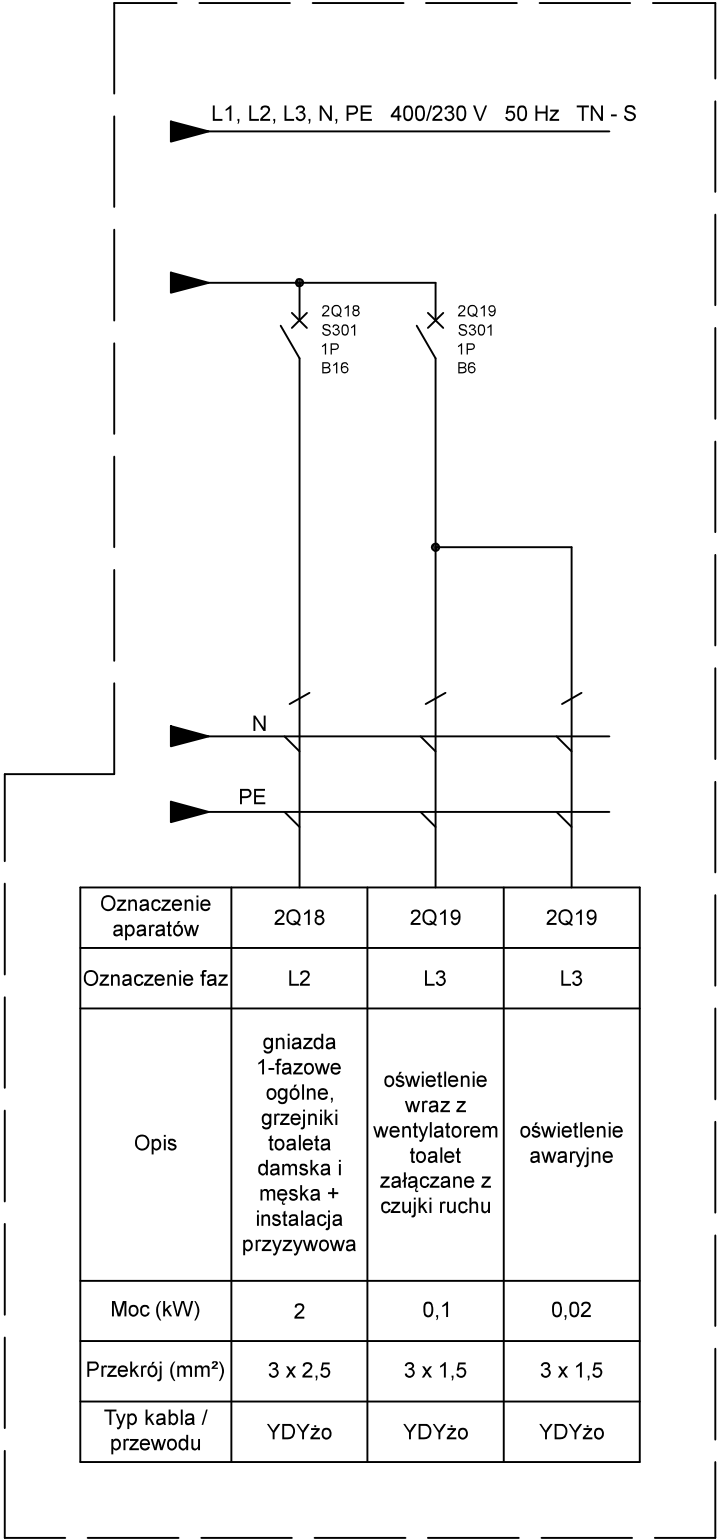 L1, L2, L3, N, PE 400/230 V 50 Hz TN - S
2Q18
S301
1P
B16
2Q19
S301
1P
B6
N
PE
Oznaczenie
aparatów
2Q18
2Q19
2Q19
Oznaczenie faz
L2
L3
L3
Opis
gniazda
1-fazowe
ogólne,
grzejniki
toaleta
damska i
męska +
instalacja
przyzywowa
oświetlenie
wraz z
wentylatorem
toalet
załączane z
czujki ruchu
oświetlenie
awaryjne
Moc (kW)
2
0,1
0,02
Przekrój (mm²)
3 x 2,5
3 x 1,5
3 x 1,5
Typ kabla /
przewodu
YDYżo
YDYżo
YDYżo